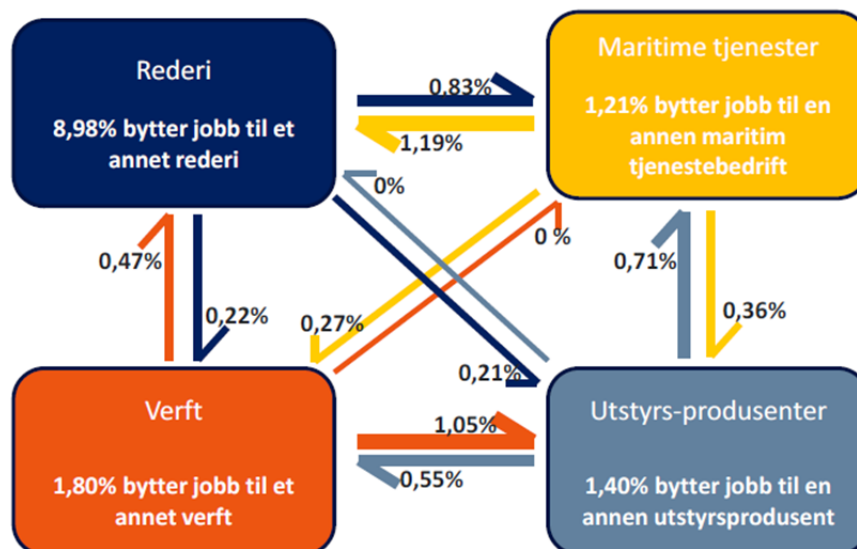 Rederi
8,98% bytter jobb til et
annet rederi
0,83%
1,19%
Maritime tjenester
1,21% bytter jobb til en
annen maritim
tjenestebedrift
0%
0 %
0,47%
0,22%
0,71%
0,36%
0,27%
0,21%
Verft
1,80% bytter jobb til et
annet verft
1,05%
0,55%
Utstyrs-produsenter
1,40% bytter jobb til en
annen utstyrsprodusent